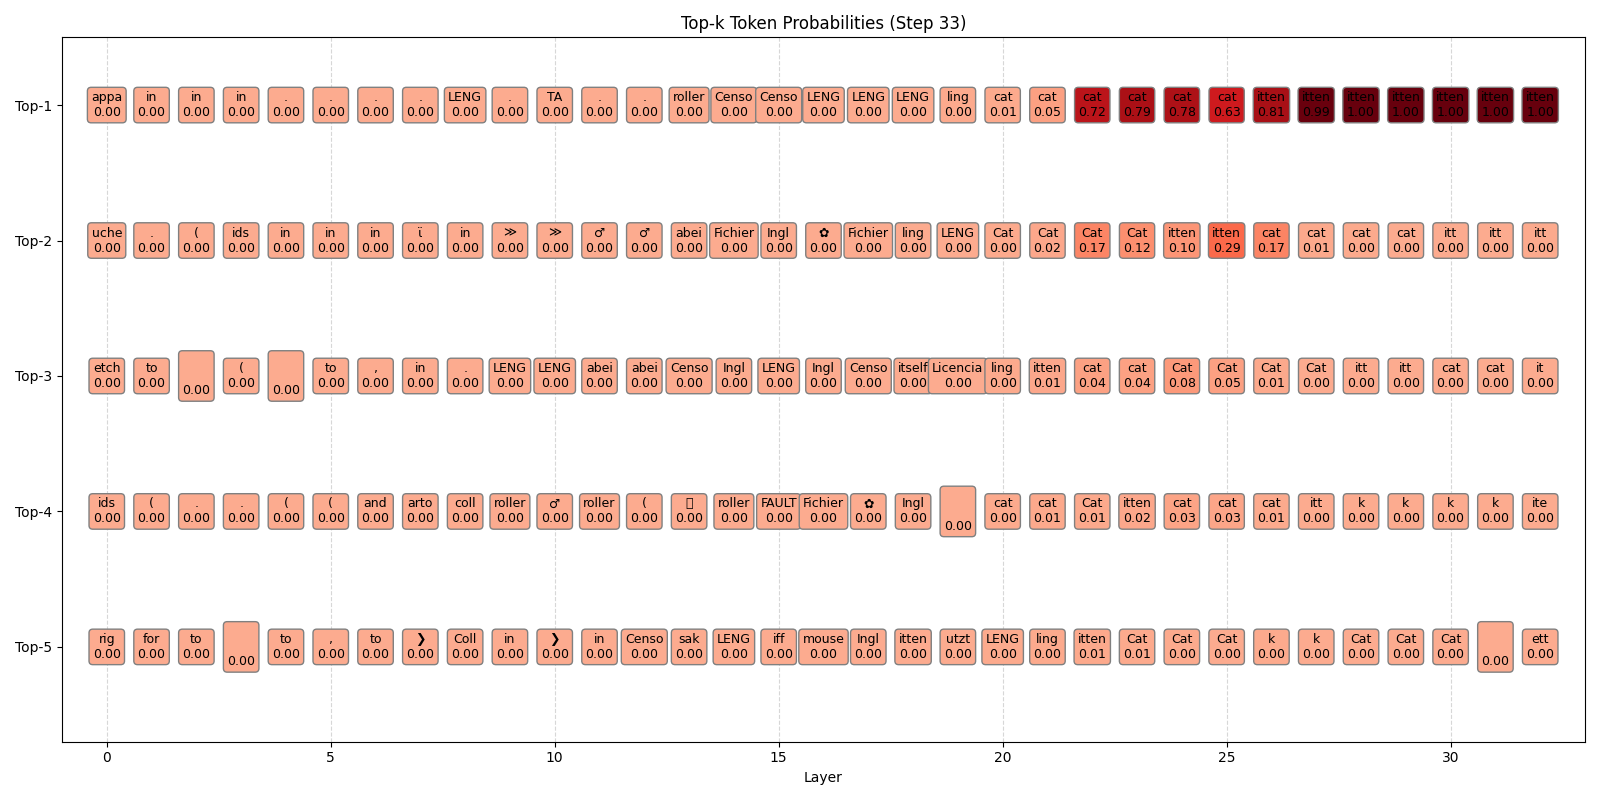 Top-k Token Probabilities (Step 33)
Top-1
appa in in in . . . . LENG . TA . . roller Censo Censo LENG LENG LENG ling cat cat cat cat cat cat itten itten itten itten itten itten itten
0.00 0.00 0.00 0.00 0.00 0.00 0.00 0.00 0.00 0.00 0.00 0.00 0.00 0.00 0.00 0.00 0.00 0.00 0.00 0.00 0.01 0.05 0.72 0.79 0.78 0.63 0.81 0.99 1.00 1.00 1.00 1.00 1.00
Top-2
uche . ( ids in in in ῑ in ≫ ≫ ♂ ♂ abei Fichier Ingl ✿ Fichier ling LENG Cat Cat Cat Cat itten itten cat cat cat cat itt itt itt
0.00 0.00 0.00 0.00 0.00 0.00 0.00 0.00 0.00 0.00 0.00 0.00 0.00 0.00 0.00 0.00 0.00 0.00 0.00 0.00 0.00 0.02 0.17 0.12 0.10 0.29 0.17 0.01 0.00 0.00 0.00 0.00 0.00
Top-3
etch to ( to , in . LENG LENG abei abei Censo Ingl LENG Ingl Censo itself Licencia ling itten cat cat Cat Cat Cat Cat itt itt cat cat it
0.00 0.00 0.00 0.00 0.00 0.00 0.00 0.00 0.00 0.00 0.00 0.00 0.00 0.00 0.00 0.00 0.00 0.00 0.00 0.00 0.00 0.01 0.04 0.04 0.08 0.05 0.01 0.00 0.00 0.00 0.00 0.00 0.00
Top-4
ids ( . . ( ( and arto coll roller ♂ roller ( roller FAULT Fichier ✿ Ingl cat cat Cat itten cat cat cat itt k k k k ite
0.00 0.00 0.00 0.00 0.00 0.00 0.00 0.00 0.00 0.00 0.00 0.00 0.00 0.00 0.00 0.00 0.00 0.00 0.00 0.00 0.00 0.01 0.01 0.02 0.03 0.03 0.01 0.00 0.00 0.00 0.00 0.00 0.00
Top-5
rig for to to , to ❯ Coll in ❯ in Censo sak LENG iff mouse Ingl itten utzt LENG ling itten Cat Cat Cat k k Cat Cat Cat ett
0.00 0.00 0.00 0.00 0.00 0.00 0.00 0.00 0.00 0.00 0.00 0.00 0.00 0.00 0.00 0.00 0.00 0.00 0.00 0.00 0.00 0.00 0.01 0.01 0.00 0.00 0.00 0.00 0.00 0.00 0.00 0.00 0.00
0 5 10 15 20 25 30
Layer